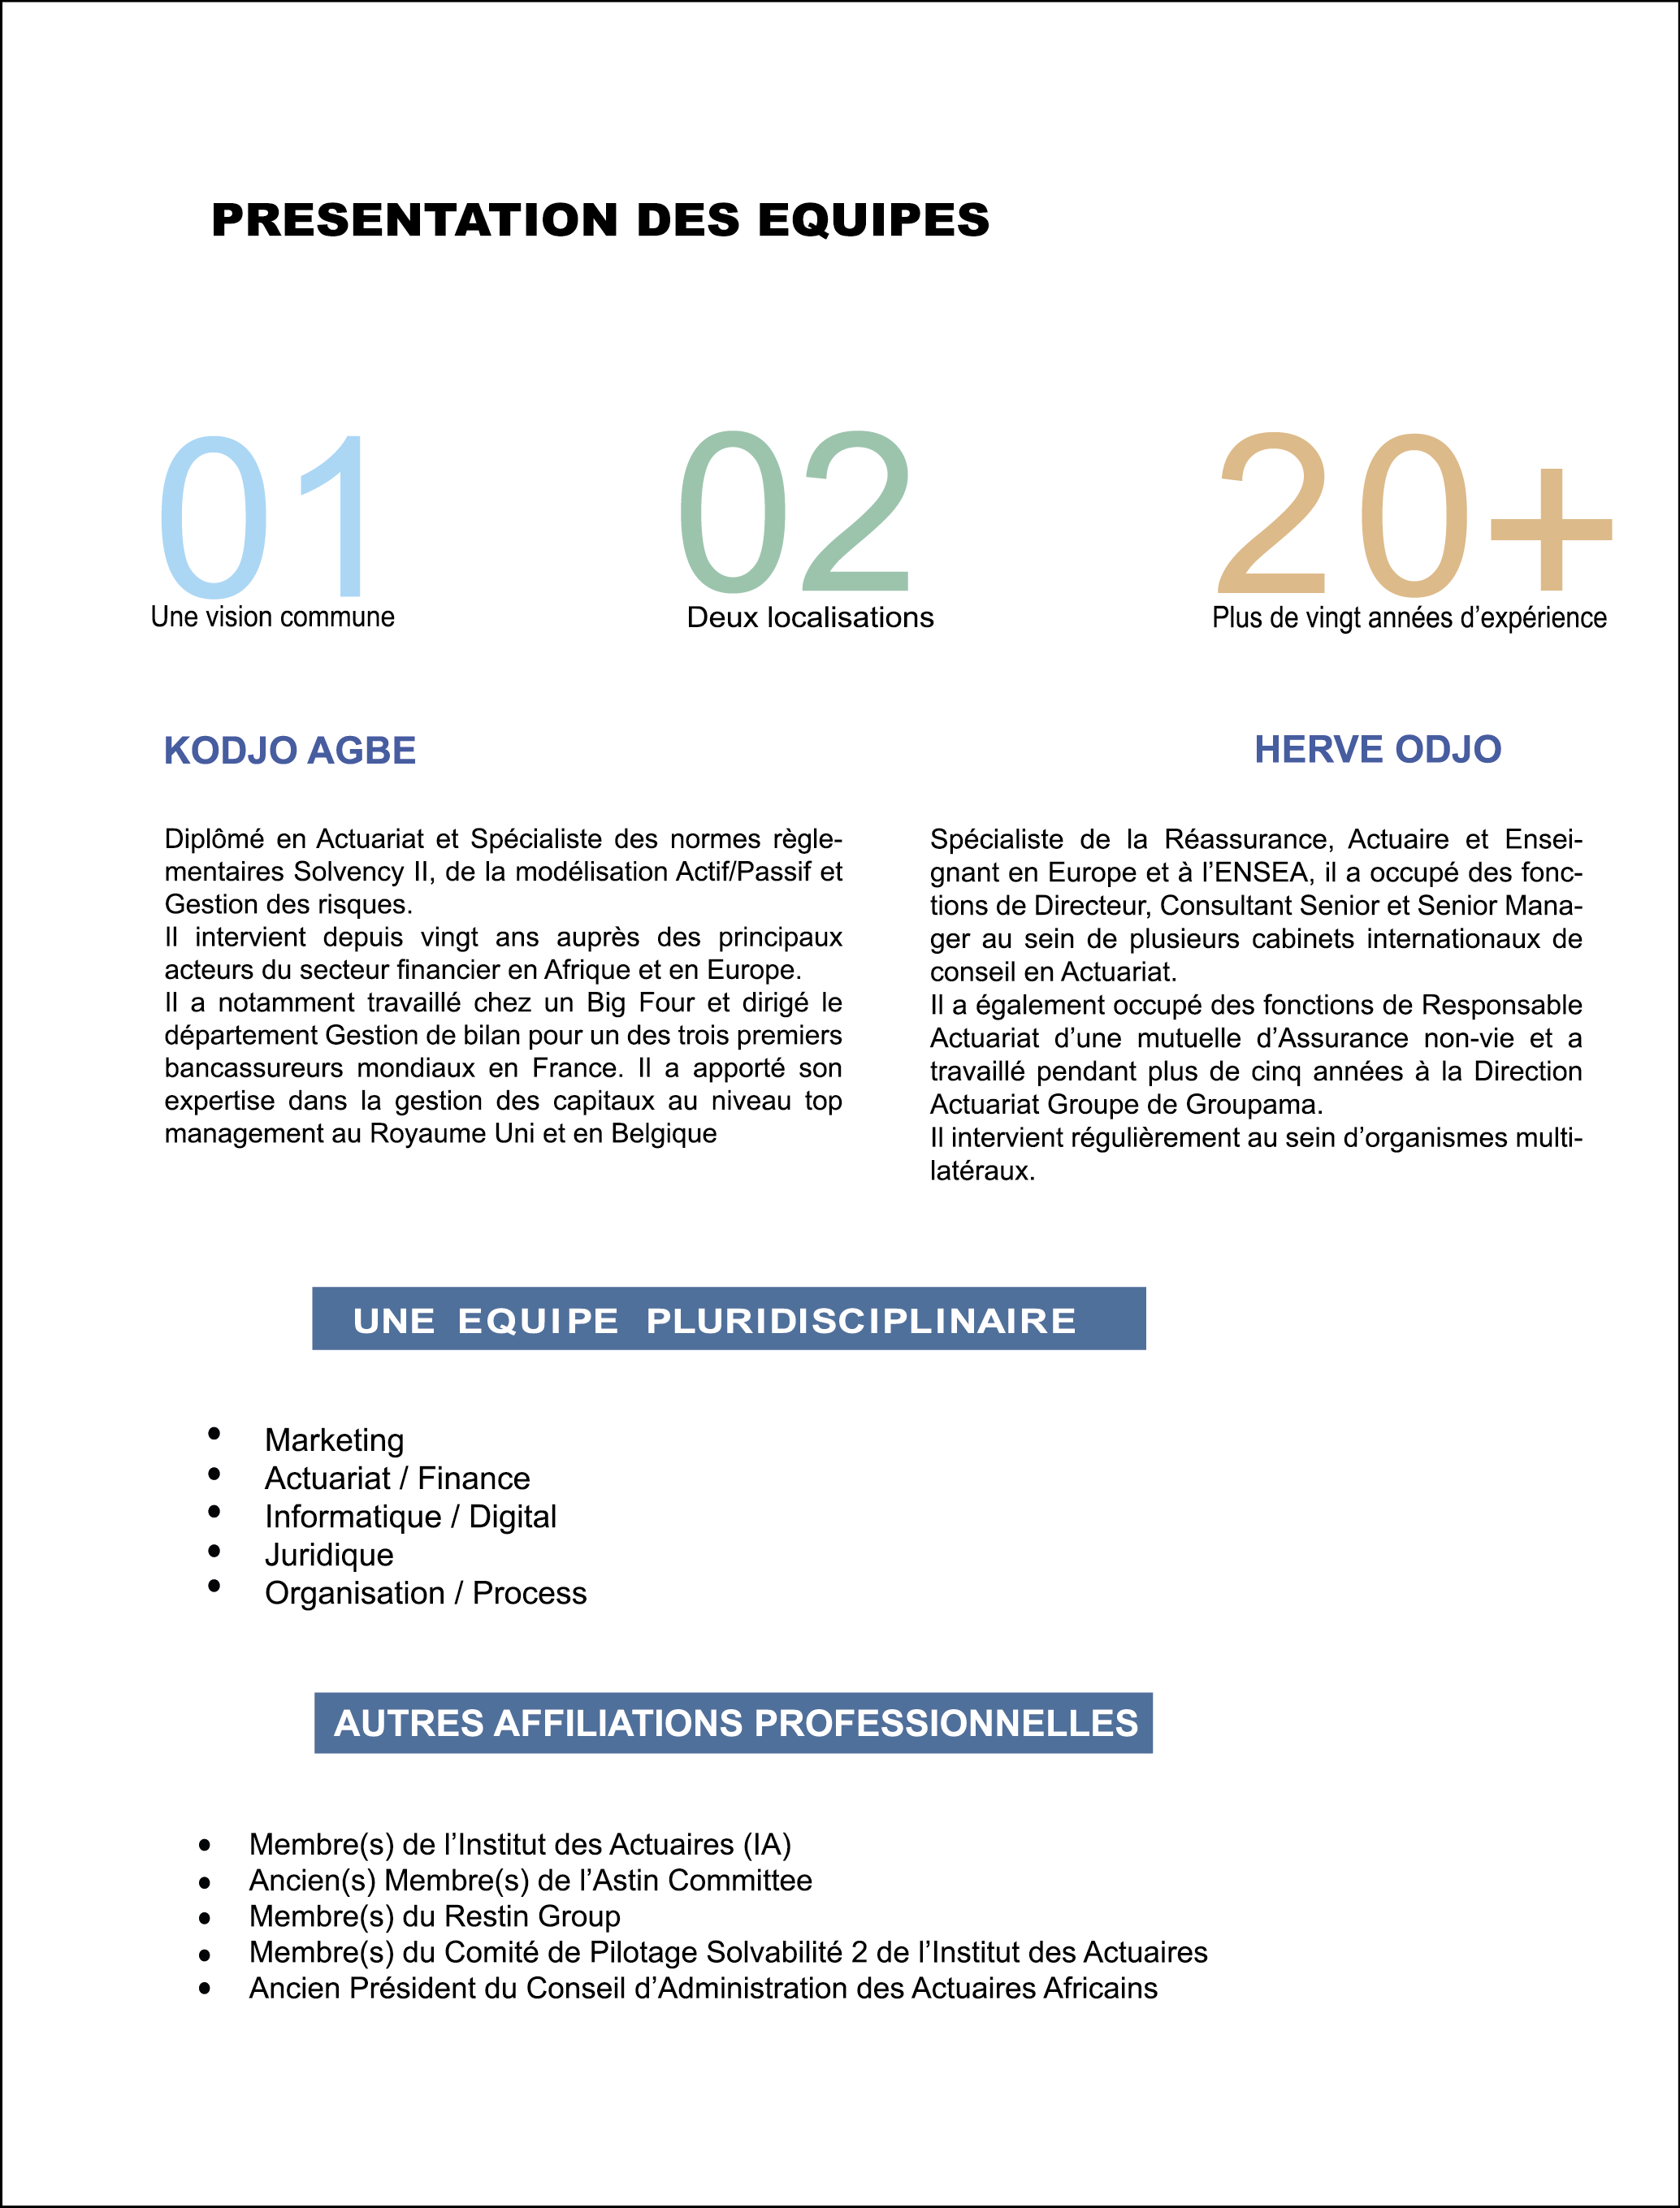 PRESENTATION DES EQUIPES
01
Une vision commune
02
Deux localisations
20+
Plus de vingt années d’expérience
KODJO AGBE
Diplômé en Actuariat et Spécialiste des normes règle-
mentaires Solvency II, de la modélisation Actif/Passif et
Gestion des risques.
Il intervient depuis vingt ans auprès des principaux
acteurs du secteur financier en Afrique et en Europe.
Il a notamment travaillé chez un Big Four et dirigé le
département Gestion de bilan pour un des trois premiers
bancassureurs mondiaux en France. Il a apporté son
expertise dans la gestion des capitaux au niveau top
management au Royaume Uni et en Belgique
HERVE ODJO
Spécialiste de la Réassurance, Actuaire et Ensei-
gnant en Europe et à l’ENSEA, il a occupé des fonc-
tions de Directeur, Consultant Senior et Senior Mana-
ger au sein de plusieurs cabinets internationaux de
conseil en Actuariat.
Il a également occupé des fonctions de Responsable
Actuariat d’une mutuelle d’Assurance non-vie et a
travaillé pendant plus de cinq années à la Direction
Actuariat Groupe de Groupama.
Il intervient régulièrement au sein d’organismes multi-
latéraux.
UNE EQUIPE PLURIDISCIPLINAIRE
• Marketing
• Actuariat / Finance
• Informatique / Digital
• Juridique
• Organisation / Process
AUTRES AFFILIATIONS PROFESSIONNELLES
• Membre(s) de l’Institut des Actuaires (IA)
• Ancien(s) Membre(s) de l’Astin Committee
• Membre(s) du Restin Group
• Membre(s) du Comité de Pilotage Solvabilité 2 de l’Institut des Actuaires
• Ancien Président du Conseil d’Administration des Actuaires Africains